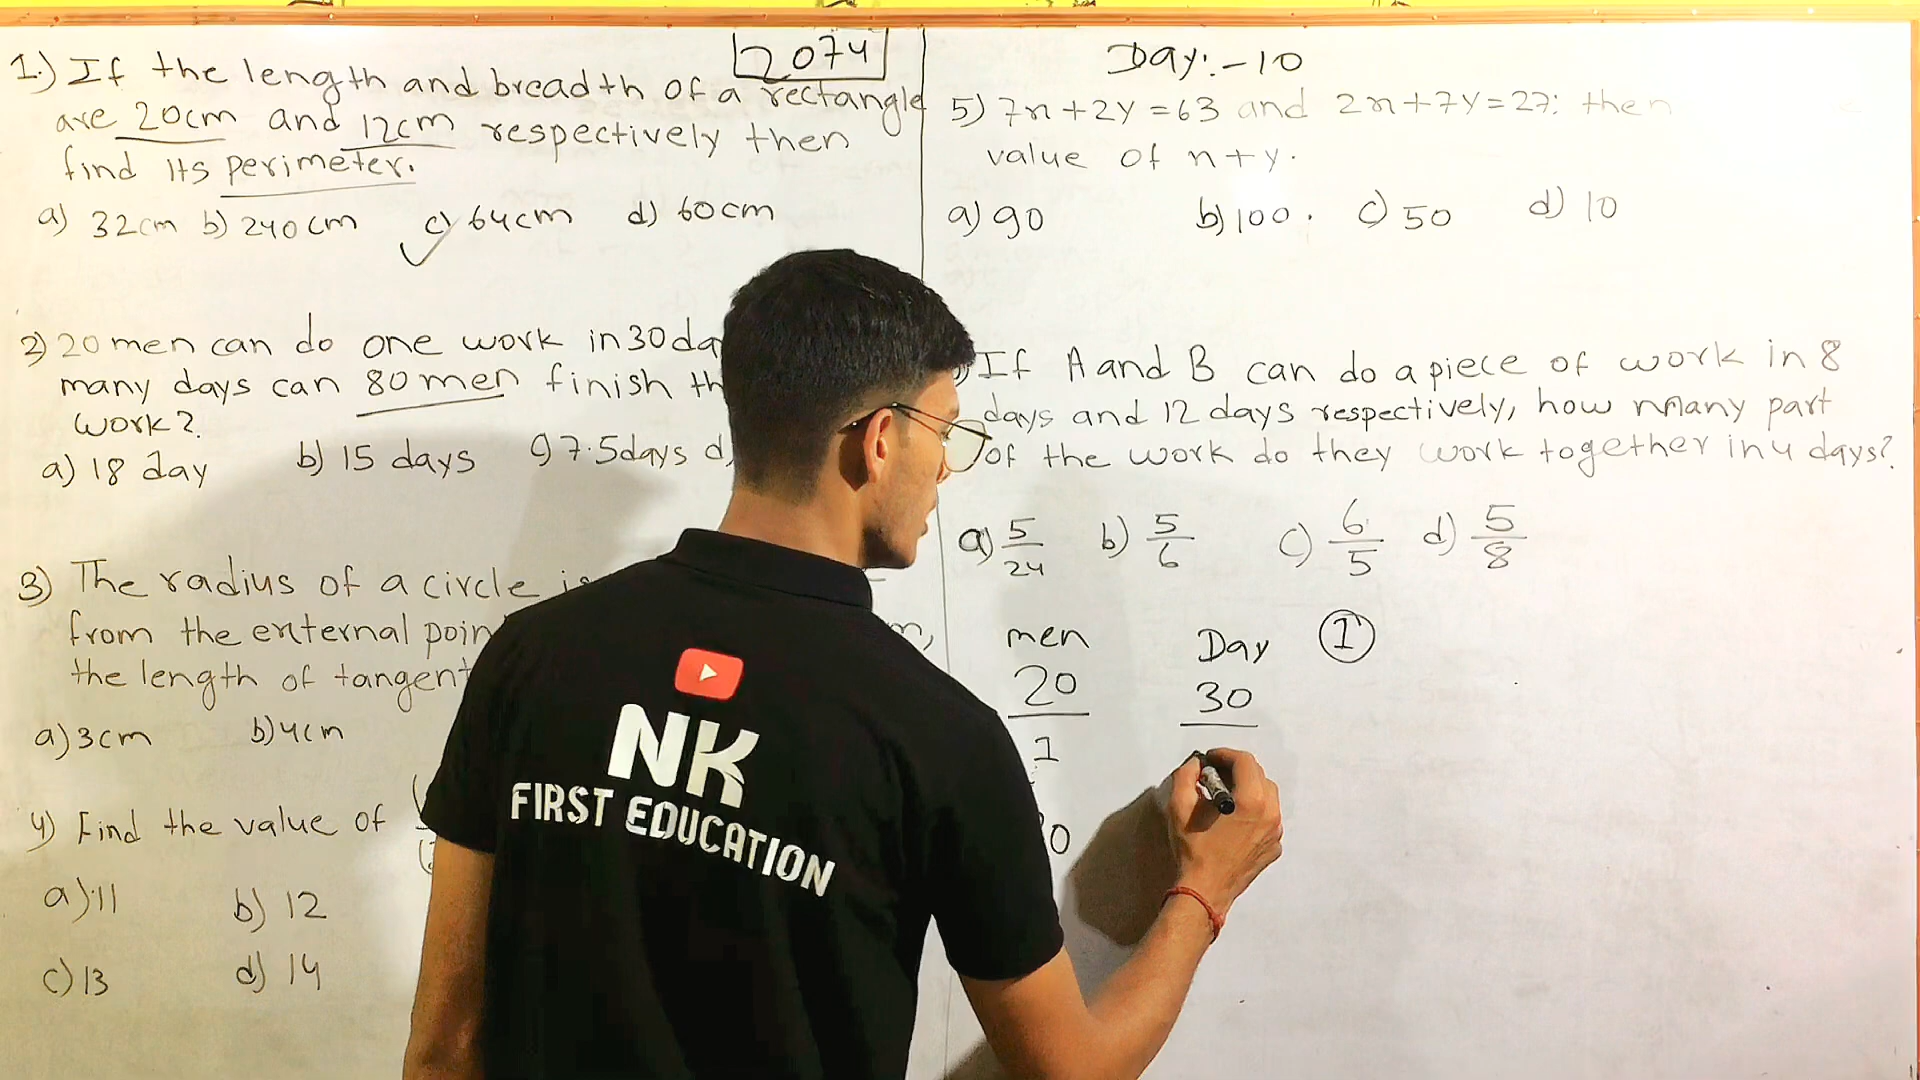 2074
1.) If the length and breadth of a rectangle
are 20cm and 12cm respectively then
find its perimeter.
a) 32cm b) 240cm c) 64cm d) 60cm
2) 20 men can do one work in 30
many days can 80 men finish
work?
a) 18 day b) 15 days c) 7.5days d)
3) The radius of a circle
from the external
the length of tangent
a) 3cm b) 4cm
4) Find the value of
a) 11 b) 12
c) 13 d) 14
Day:-10
5) 7x+2y=63 and 2x+7y=27: then
value of x+y.
a) 90 b) 100. c) 50 d) 10
If A and B can do a piece of work in 8
days and 12 days respectively, how many part
of the work do they work together in 4 days?
a) 5/24 b) 5/6 c) 6/5 d) 5/8
men Day I
20 30
1
NK
FIRST EDUCATION